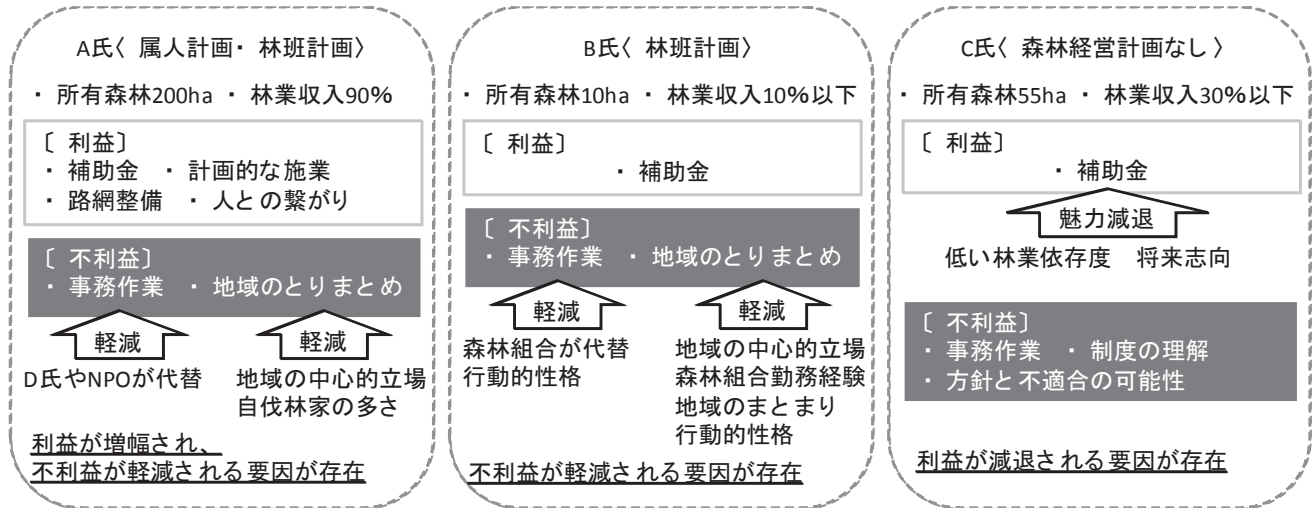 A氏〈 属人計画・ 林班計画〉
・ 所有森林200ha ・ 林業収入90%
〔 利益〕
・ 補助金 ・ 計画的な施業
・ 路網整備 ・ 人との繋がり
〔 不利益〕
・ 事務作業 ・ 地域のとりまとめ
軽減
軽減
D氏やNPOが代替
地域の中心的立場
自伐林家の多さ
利益が増幅され、
不利益が軽減される要因が存在
B氏〈 林班計画〉
・ 所有森林10ha ・ 林業収入10%以下
〔 利益〕
・ 補助金
〔 不利益〕
・ 事務作業 ・ 地域のとりまとめ
軽減
軽減
森林組合が代替
行動的性格
地域の中心的立場
森林組合勤務経験
地域のまとまり
行動的性格
不利益が軽減される要因が存在
C氏〈 森林経営計画なし 〉
・ 所有森林55ha ・ 林業収入30%以下
〔 利益〕
・ 補助金
魅力減退
低い林業依存度 将来志向
〔 不利益〕
・ 事務作業 ・ 制度の理解
・ 方針と不適合の可能性
利益が減退される要因が存在